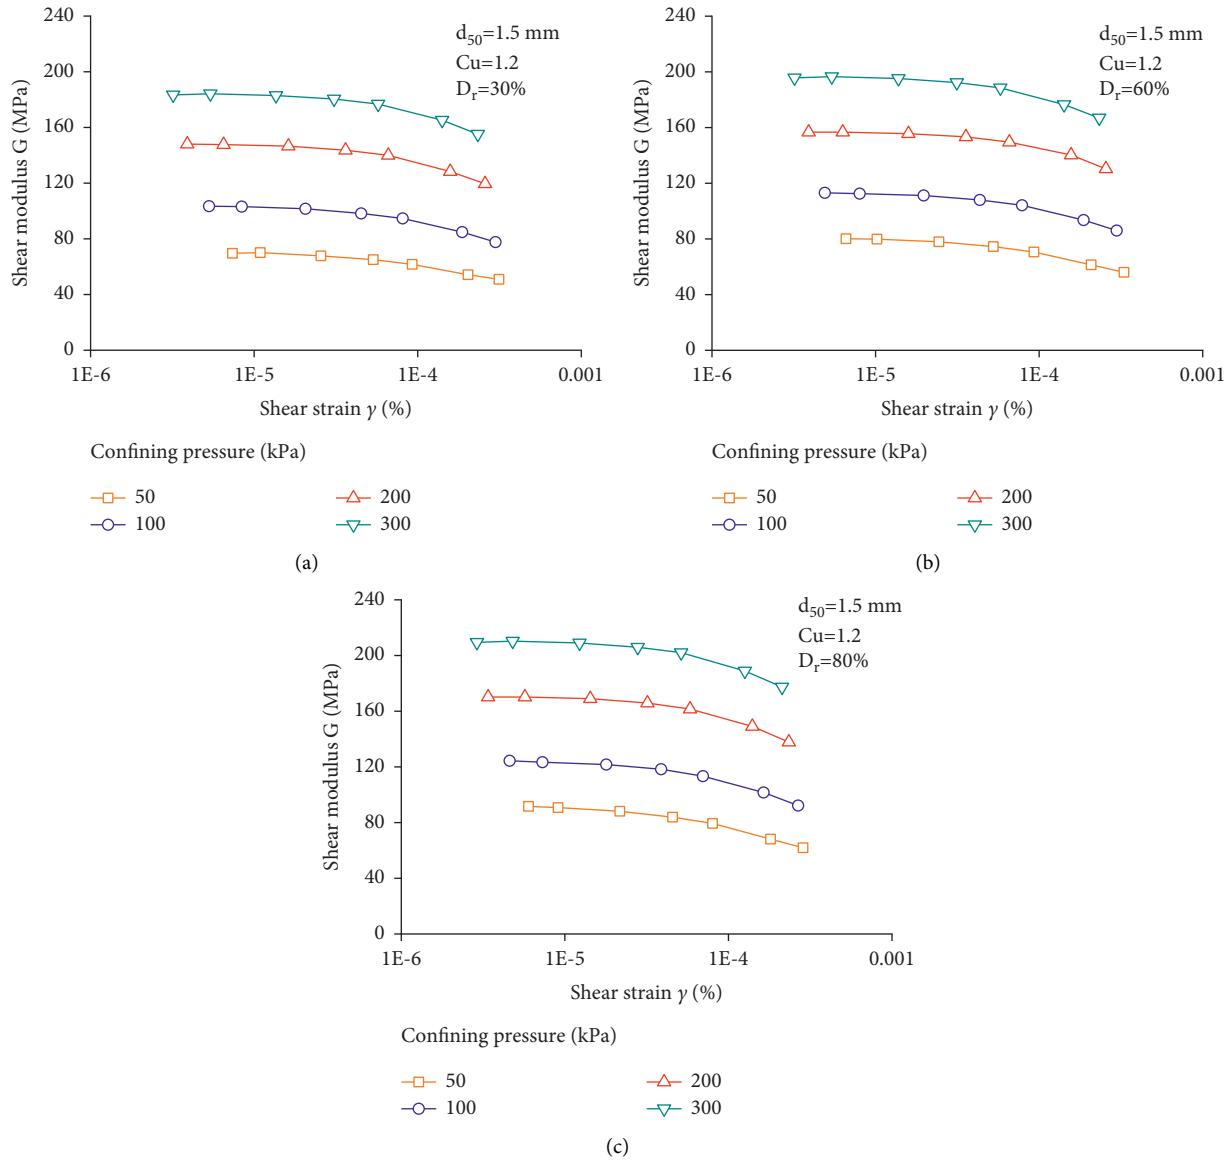 240
200
160
120
80
40
0
Shear modulus G (MPa)
d50=1.5 mm
Cu=1.2
Dr=30%
1E-6 1E-5 1E-4 0.001
Shear strain γ (%)
Confining pressure (kPa)
50 200
100 300
(a)
240
200
160
120
80
40
0
Shear modulus G (MPa)
d50=1.5 mm
Cu=1.2
Dr=60%
1E-6 1E-5 1E-4 0.001
Shear strain γ (%)
Confining pressure (kPa)
50 200
100 300
(b)
240
200
160
120
80
40
0
Shear modulus G (MPa)
d50=1.5 mm
Cu=1.2
Dr=80%
1E-6 1E-5 1E-4 0.001
Shear strain γ (%)
Confining pressure (kPa)
50 200
100 300
(c)